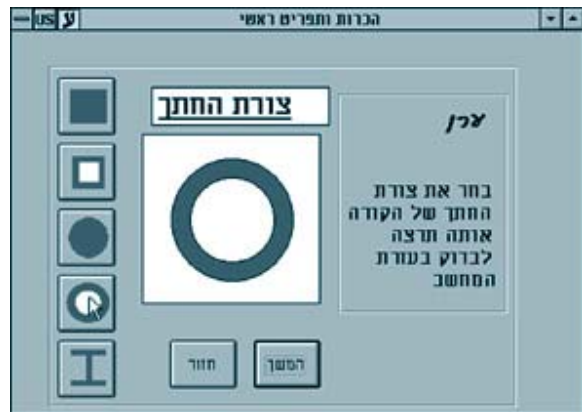 US ע הכרות ותפריט ראשי
צורת החתך
ערן
בחר את צורת
החתך של הקורה
אותה תרצה
לבדוק בעזרת
המחשב
המשך חזור